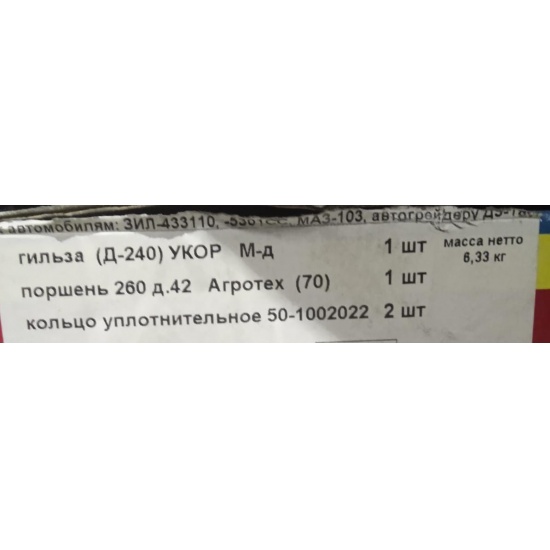 автомобилям: ЗИЛ-433110, -5301СС, МАЗ-103, автогрейдеру
гильза (Д-240) УКОР М-д 1 шт масса нетто
6,33 кг
поршень 260 д.42 Агротех (70) 1 шт
кольцо уплотнительное 50-1002022 2 шт